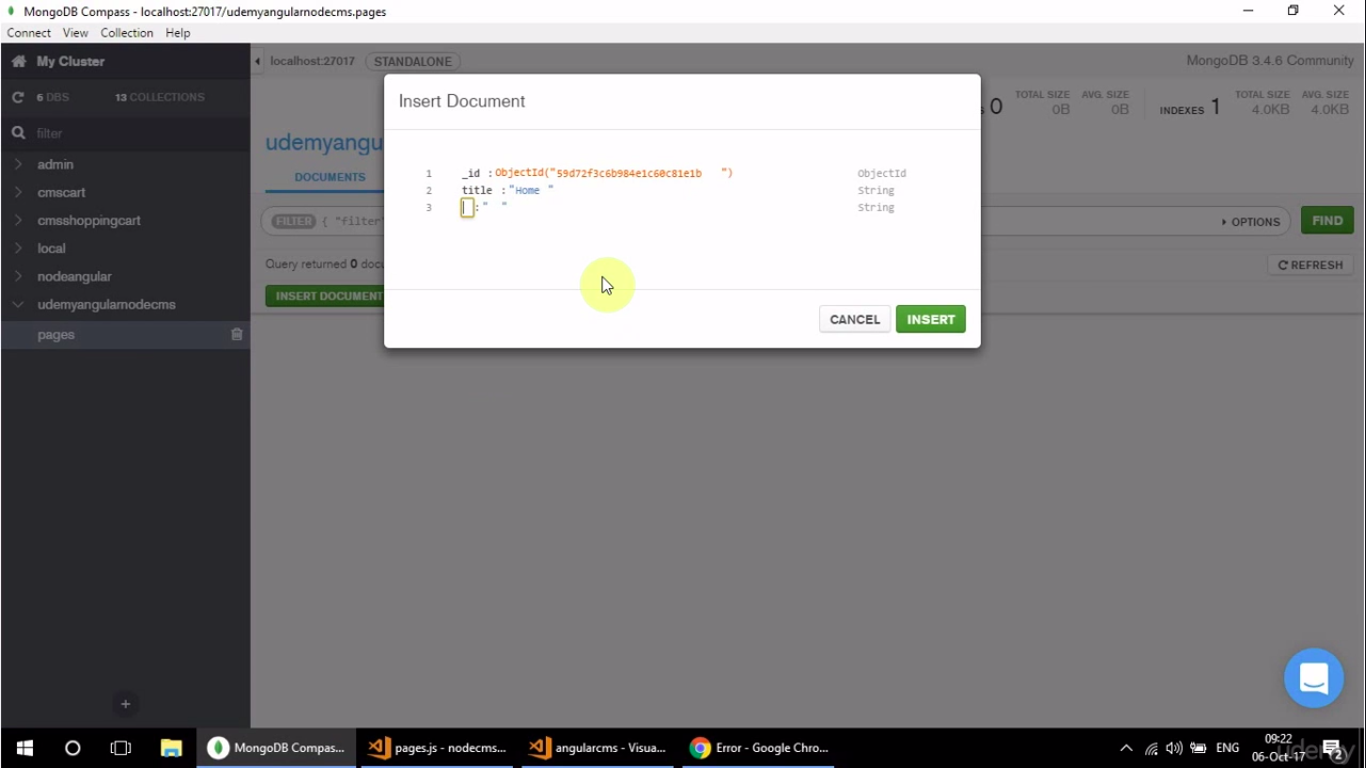 MongoDB Compass - localhost:27017/udemyangularnodecms.pages
Connect View Collection Help
My Cluster
localhost:27017 STANDALONE
MongoDB 3.4.6 Community
6 DBS 13 COLLECTIONS
filter
admin
cmscart
cmsshoppingcart
local
nodeangular
udemyangularnodecms
pages
udemyangu
0
TOTAL SIZE AVG. SIZE
0B 0B
INDEXES 1
TOTAL SIZE AVG. SIZE
4.0KB 4.0KB
DOCUMENTS
FILTER { "filter"
OPTIONS
FIND
Query returned 0 docu
REFRESH
INSERT DOCUMENT
Insert Document
1 _id :ObjectId("59d72f3c6b984e1c60c81e1b ") ObjectId
2 title :"Home " String
3 :" " String
CANCEL INSERT
MongoDB Compas...
pages.js - nodecms...
angularcms - Visua...
Error - Google Chro...
ENG
09:22
06-Oct-17
2
udemy